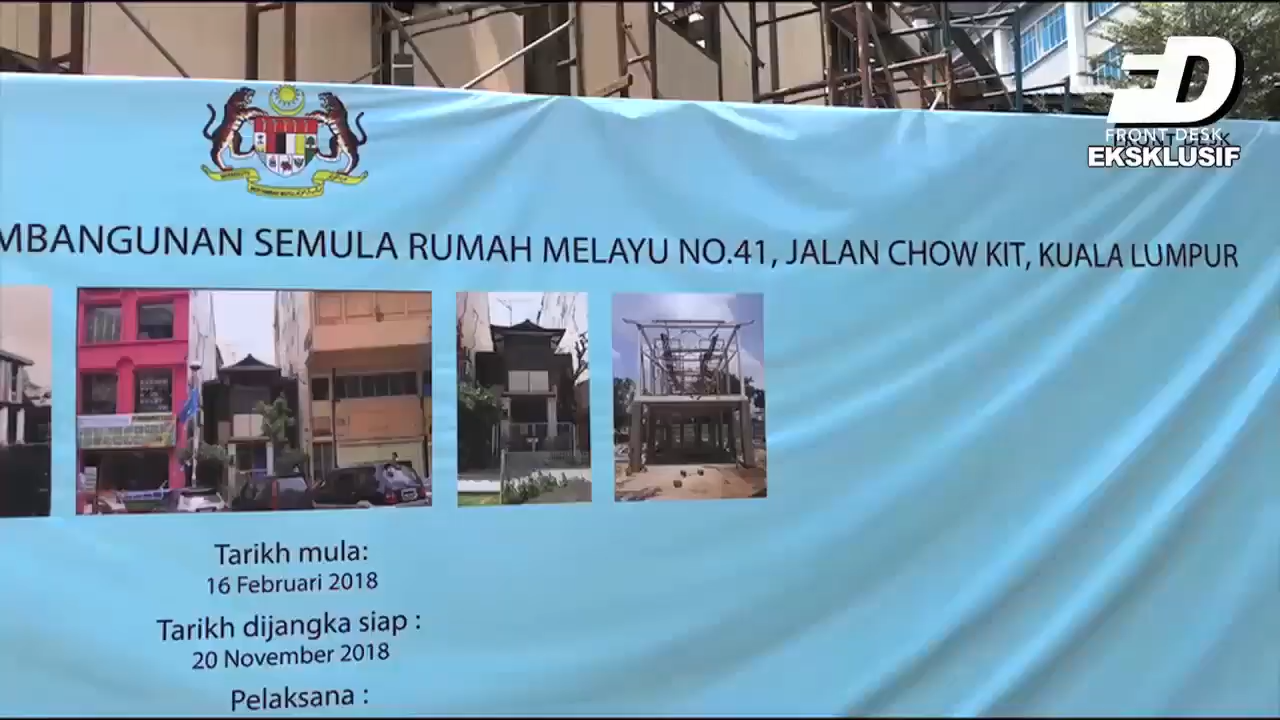 FRONT DESK
EKSKLUSIF
MBANGUNAN SEMULA RUMAH MELAYU NO.41, JALAN CHOW KIT, KUALA LUMPUR
Tarikh mula:
16 Februari 2018
Tarikh dijangka siap :
20 November 2018
Pelaksana :